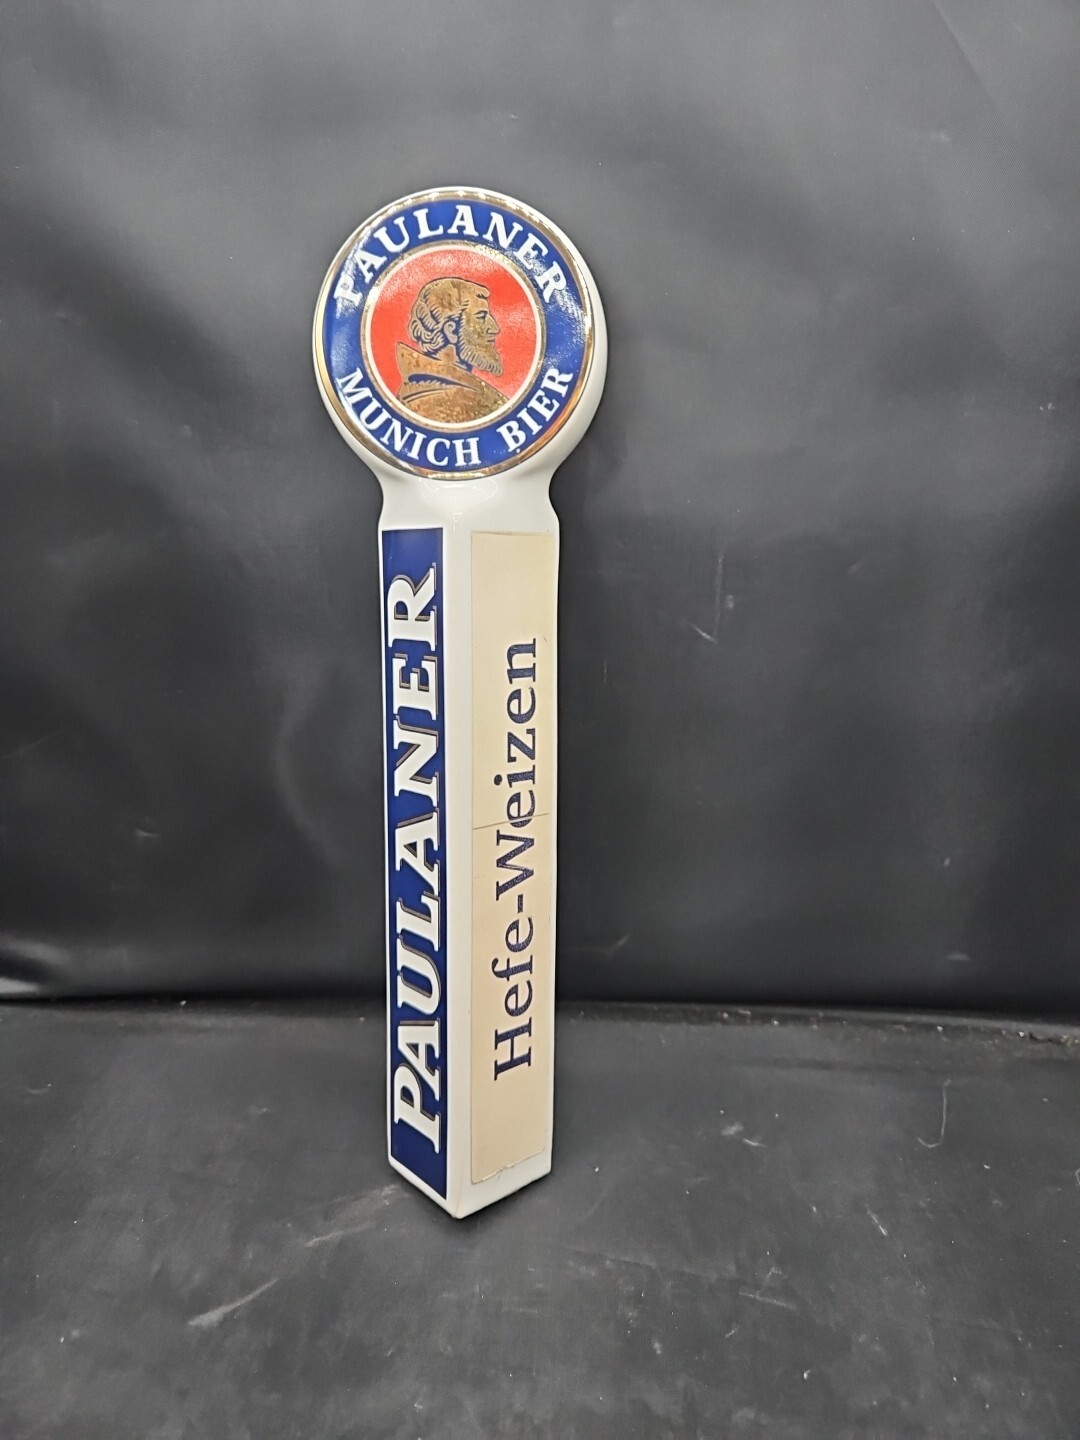 PAULANER
MUNICH BIER
PAULANER
Hefe-Weizen